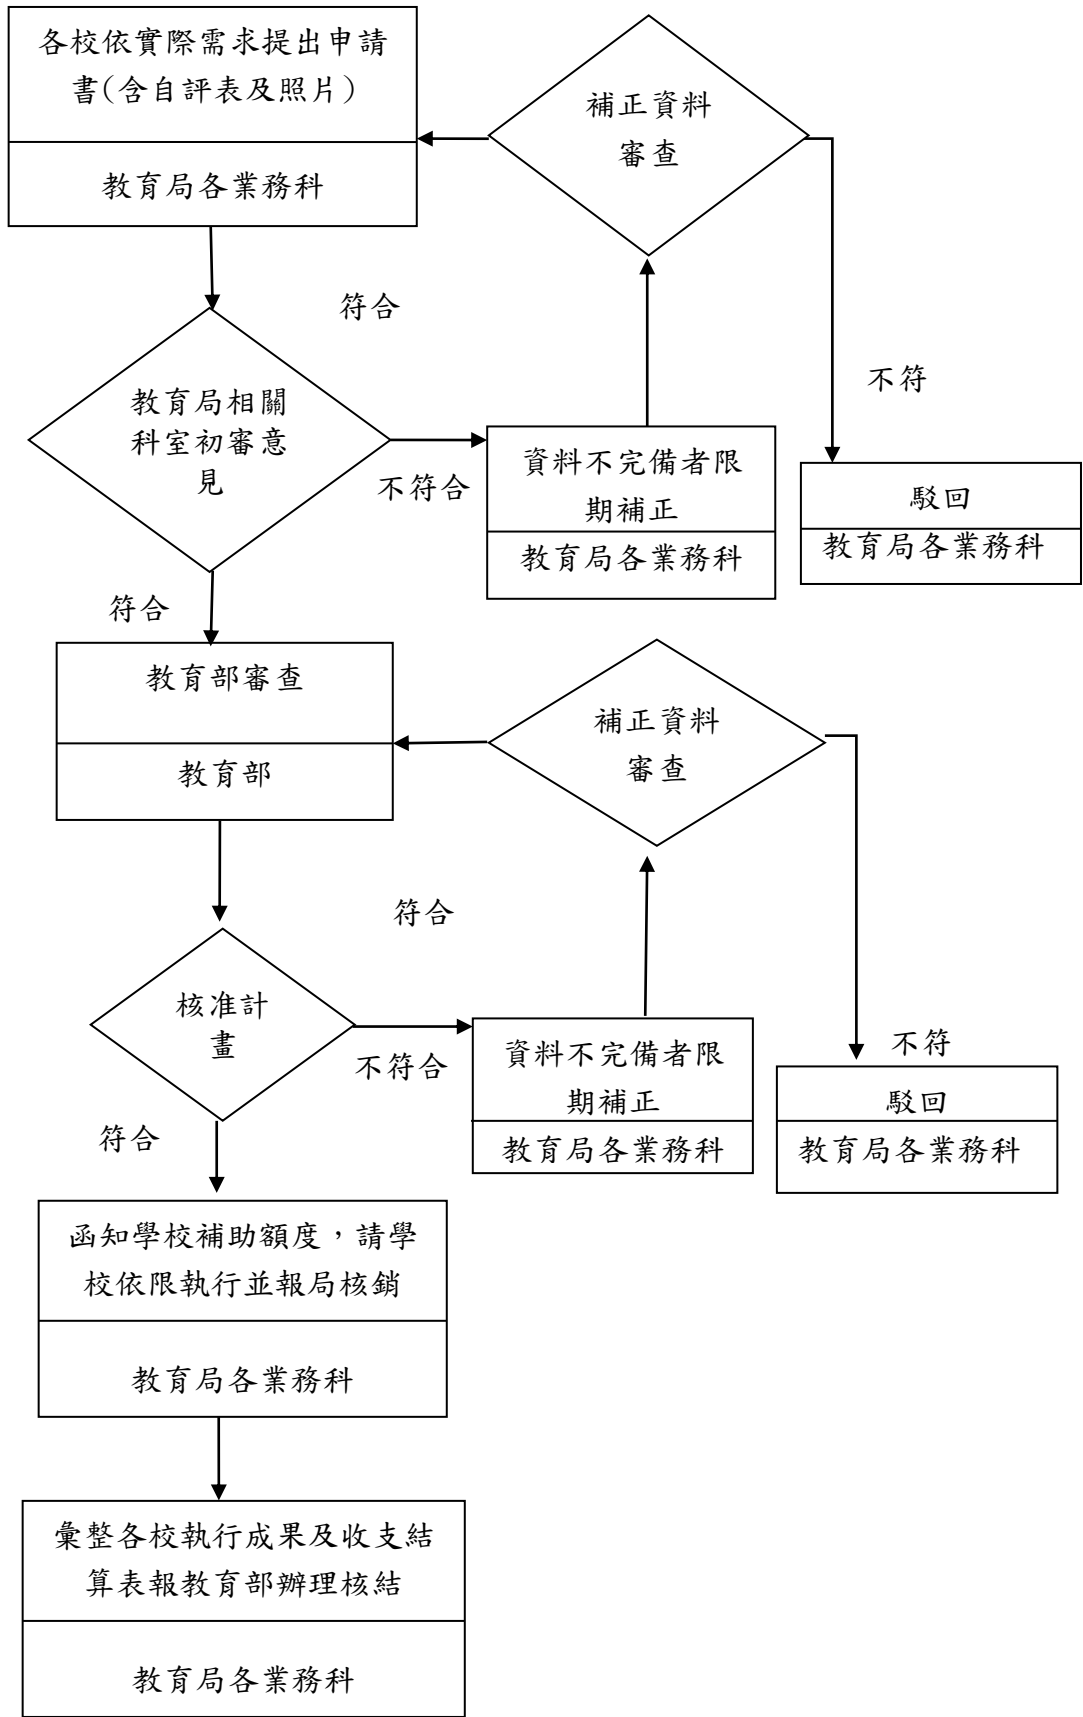 各校依實際需求提出申請
書(含自評表及照片)
教育局各業務科
補正資料
審查
符合
不符
教育局相關
科室初審意
見
不符合
資料不完備者限
期補正
教育局各業務科
駁回
教育局各業務科
符合
教育部審查
教育部
補正資料
審查
符合
核准計
畫
不符合
資料不完備者限
期補正
教育局各業務科
不符
駁回
教育局各業務科
符合
函知學校補助額度，請學
校依限執行並報局核銷
教育局各業務科
彙整各校執行成果及收支結
算表報教育部辦理核結
教育局各業務科